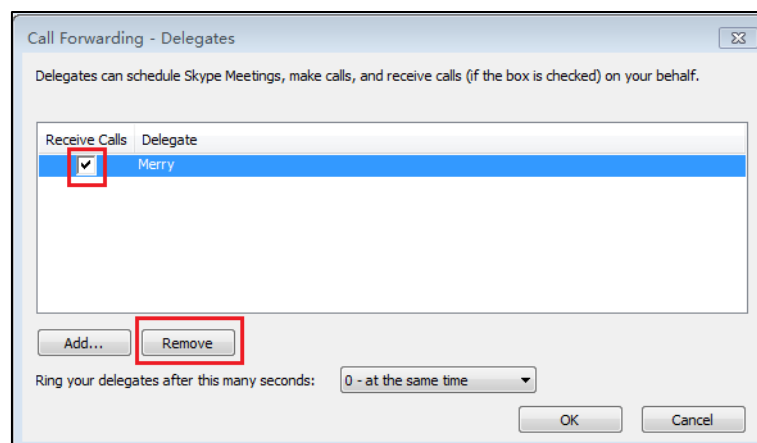 Call Forwarding - Delegates
Delegates can schedule Skype Meetings, make calls, and receive calls (if the box is checked) on your behalf.
Receive Calls Delegate
Merry
Add... Remove
Ring your delegates after this many seconds: 0 - at the same time
OK Cancel